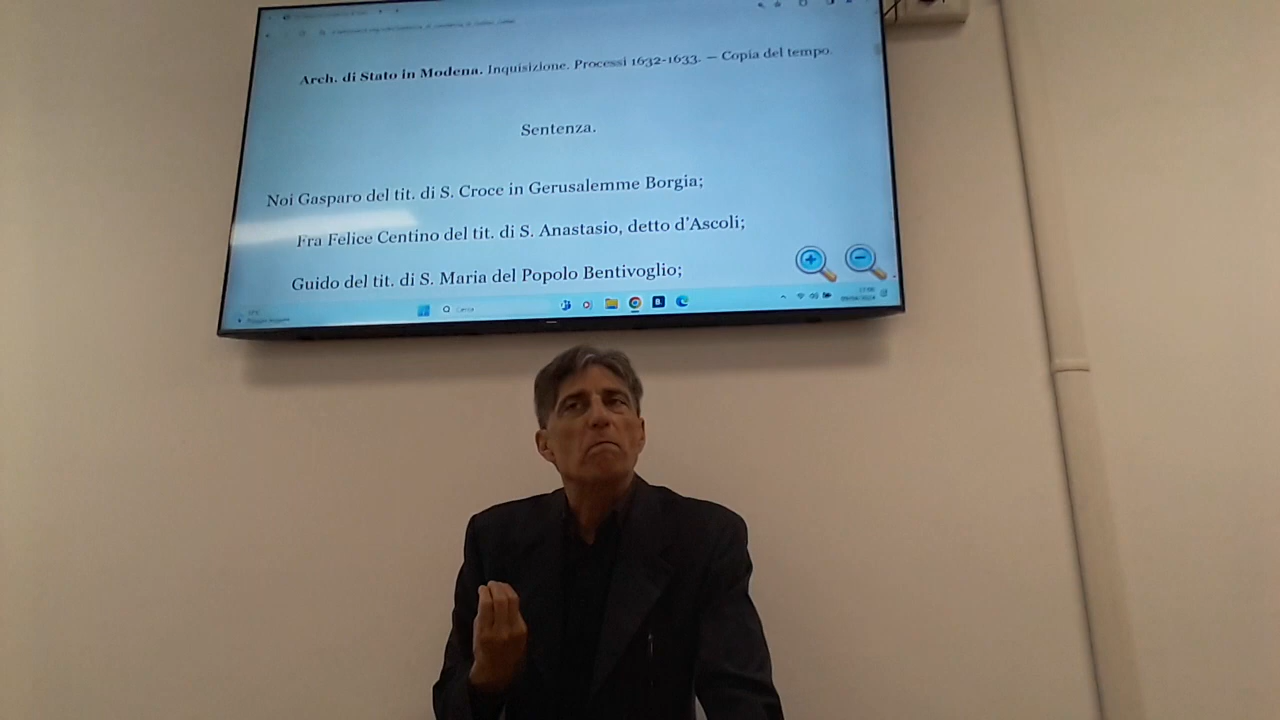 Arch. di Stato in Modena. Inquisizione. Processi 1632-1633. — Copia del tempo.
Sentenza.
Noi Gasparo del tit. di S. Croce in Gerusalemme Borgia;
Fra Felice Centino del tit. di S. Anastasio, detto d'Ascoli;
Guido del tit. di S. Maria del Popolo Bentivoglio;
Cerca